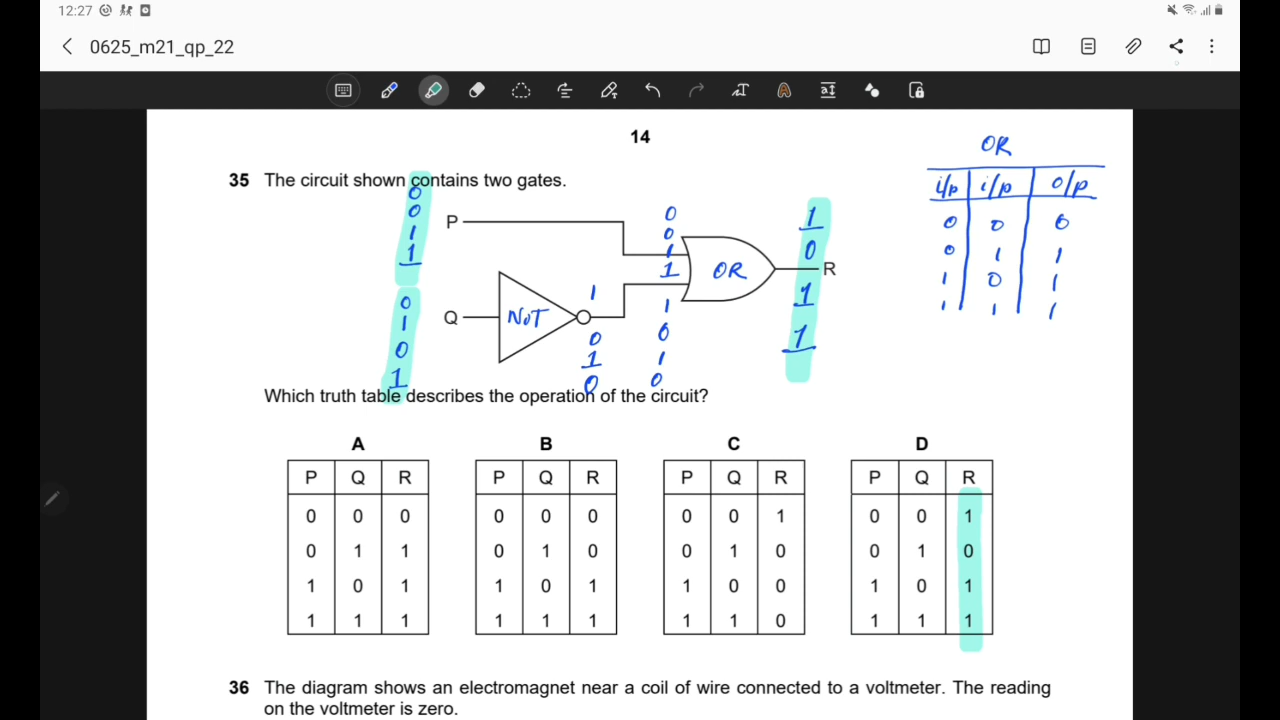 12:27
0625_m21_qp_22
14
35 The circuit shown contains two gates.
OR
i/p i/p o/p
0 0 0
0 1 1
1 0 1
1 1 1
0
0
1
1
P
0
0
1
1
1
0
1
1
OR
R
0
1
0
1
Q
NOT
1
0
1
0
1
0
1
0
Which truth table describes the operation of the circuit?
A B C D
P Q R P Q R P Q R P Q R
0 0 0 0 0 0 0 0 1 0 0 1
0 1 1 0 1 0 0 1 0 0 1 0
1 0 1 1 0 1 1 0 0 1 0 1
1 1 1 1 1 1 1 1 0 1 1 1
36 The diagram shows an electromagnet near a coil of wire connected to a voltmeter. The reading
on the voltmeter is zero.